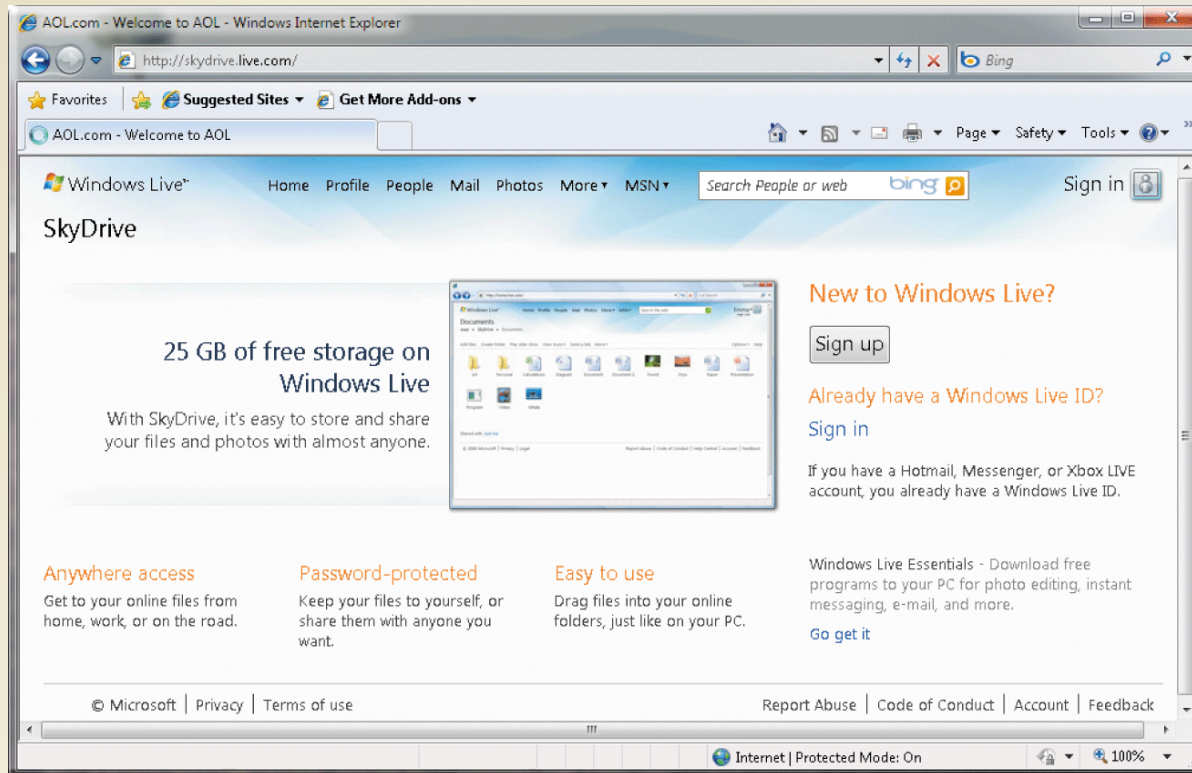 AOL.com - Welcome to AOL - Windows Internet Explorer
http://skydrive.live.com/
Bing
Favorites Suggested Sites Get More Add-ons
AOL.com - Welcome to AOL
Page Safety Tools
Windows Live™ Home Profile People Mail Photos More MSN Search People or web bing Sign in
SkyDrive
25 GB of free storage on
Windows Live
With SkyDrive, it's easy to store and share
your files and photos with almost anyone.
Windows Live
Documents
New to Windows Live?
Sign up
Already have a Windows Live ID?
Sign in
If you have a Hotmail, Messenger, or Xbox LIVE
account, you already have a Windows Live ID.
Anywhere access
Get to your online files from
home, work, or on the road.
Password-protected
Keep your files to yourself, or
share them with anyone you
want.
Easy to use
Drag files into your online
folders, just like on your PC.
Windows Live Essentials - Download free
programs to your PC for photo editing, instant
messaging, e-mail, and more.
Go get it
© Microsoft | Privacy | Terms of use
Report Abuse | Code of Conduct | Account | Feedback
Internet | Protected Mode: On
100%